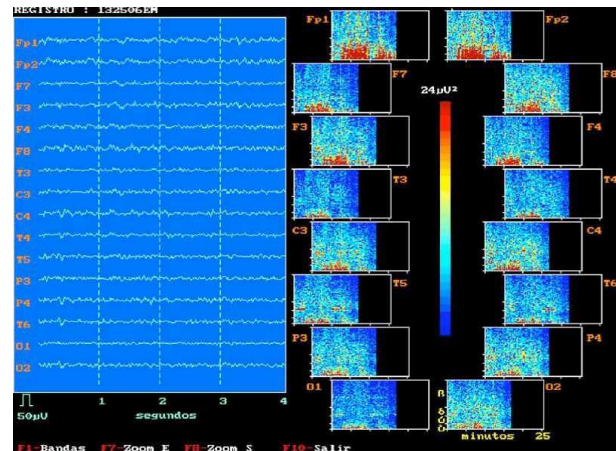 REGISTRO : 132506EM
Fp1
Fp2
F7
F3
F4
F8
T3
C3
C4
T4
T5
P3
P4
T6
O1
O2
1 2 3 4
50µV segundos
Fp1 Fp2
F7 F8
24µV²
F3 F4
T3 T4
C3 C4
T5 T6
P3 P4
O1 O2
minutos 25
F1-Bandas F7-Zoom E F8-Zoom S F10-Salir